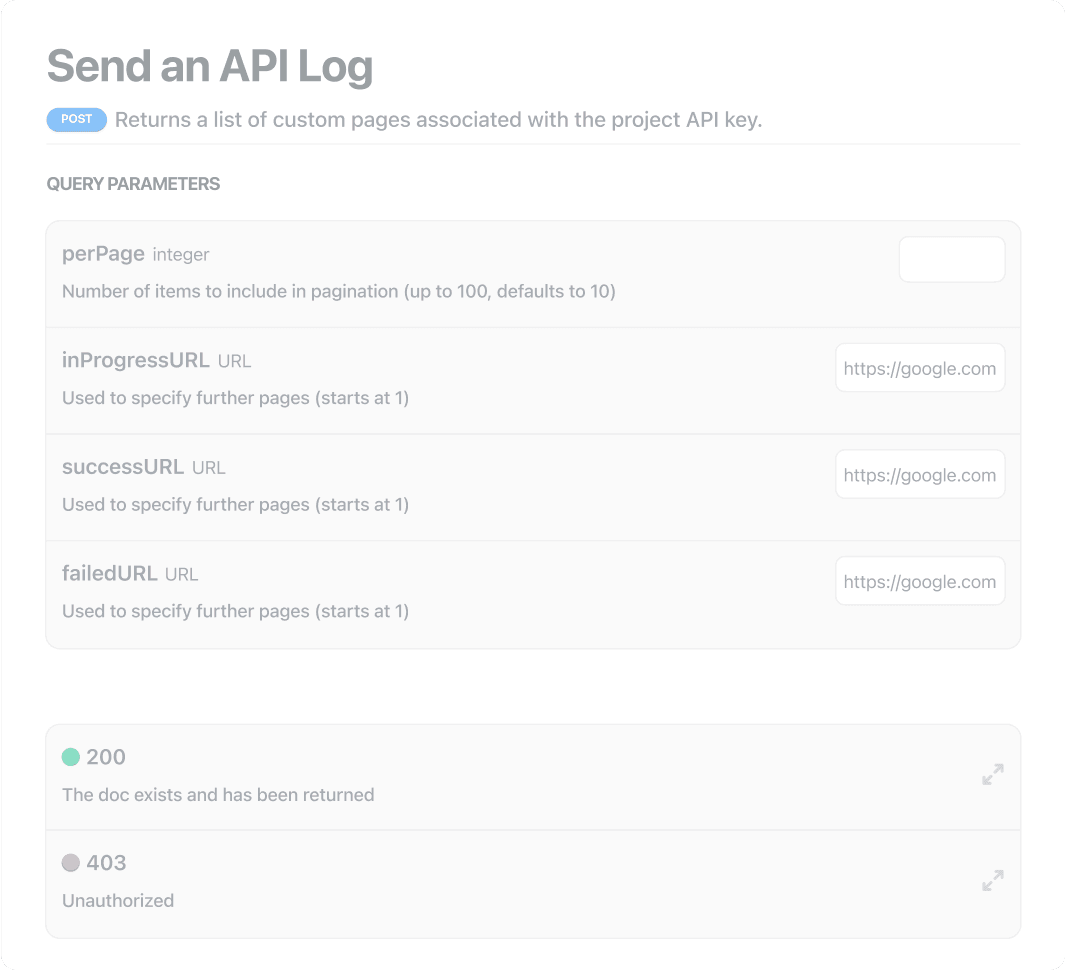 Send an API Log
POST Returns a list of custom pages associated with the project API key.
QUERY PARAMETERS
perPage integer
Number of items to include in pagination (up to 100, defaults to 10)
inProgressURL URL
https://google.com
Used to specify further pages (starts at 1)
successURL URL
https://google.com
Used to specify further pages (starts at 1)
failedURL URL
https://google.com
Used to specify further pages (starts at 1)
200
The doc exists and has been returned
403
Unauthorized